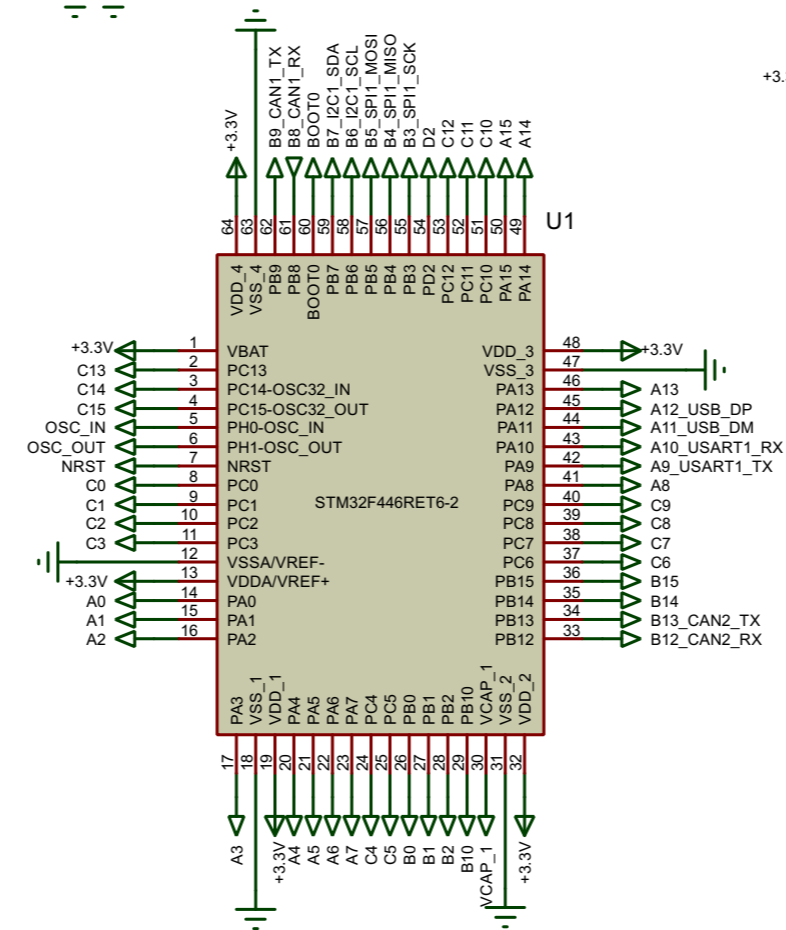 +3.3V
B9_CAN1_TX
B8_CAN1_RX
BOOT0
B7_I2C1_SDA
B6_I2C1_SCL
B5_SPI1_MOSI
B4_SPI1_MISO
B3_SPI1_SCK
D2
C12
C11
C10
A15
A14
+3.
64 63 62 61 60 59 58 57 56 55 54 53 52 51 50 49
U1
VDD_4
VSS_4
PB9
PB8
BOOT0
PB7
PB6
PB5
PB4
PB3
PD2
PC12
PC11
PC10
PA15
PA14
+3.3V 1 VBAT
C13 2 PC13
C14 3 PC14-OSC32_IN
C15 4 PC15-OSC32_OUT
OSC_IN 5 PH0-OSC_IN
OSC_OUT 6 PH1-OSC_OUT
NRST 7 NRST
C0 8 PC0
C1 9 PC1
C2 10 PC2
C3 11 PC3
12 VSSA/VREF-
+3.3V 13 VDDA/VREF+
A0 14 PA0
A1 15 PA1
A2 16 PA2
STM32F446RET6-2
VDD_3 48 +3.3V
VSS_3 47
PA13 46 A13
PA12 45 A12_USB_DP
PA11 44 A11_USB_DM
PA10 43 A10_USART1_RX
PA9 42 A9_USART1_TX
PA8 41 A8
PC9 40 C9
PC8 39 C8
PC7 38 C7
PC6 37 C6
PB15 36 B15
PB14 35 B14
PB13 34 B13_CAN2_TX
PB12 33 B12_CAN2_RX
PA3
VSS_1
VDD_1
PA4
PA5
PA6
PA7
PC4
PC5
PB0
PB1
PB2
PB10
VCAP_1
VSS_2
VDD_2
17 18 19 20 21 22 23 24 25 26 27 28 29 30 31 32
A3
+3.3V
A4
A5
A6
A7
C4
C5
B0
B1
B2
B10
VCAP_1
+3.3V